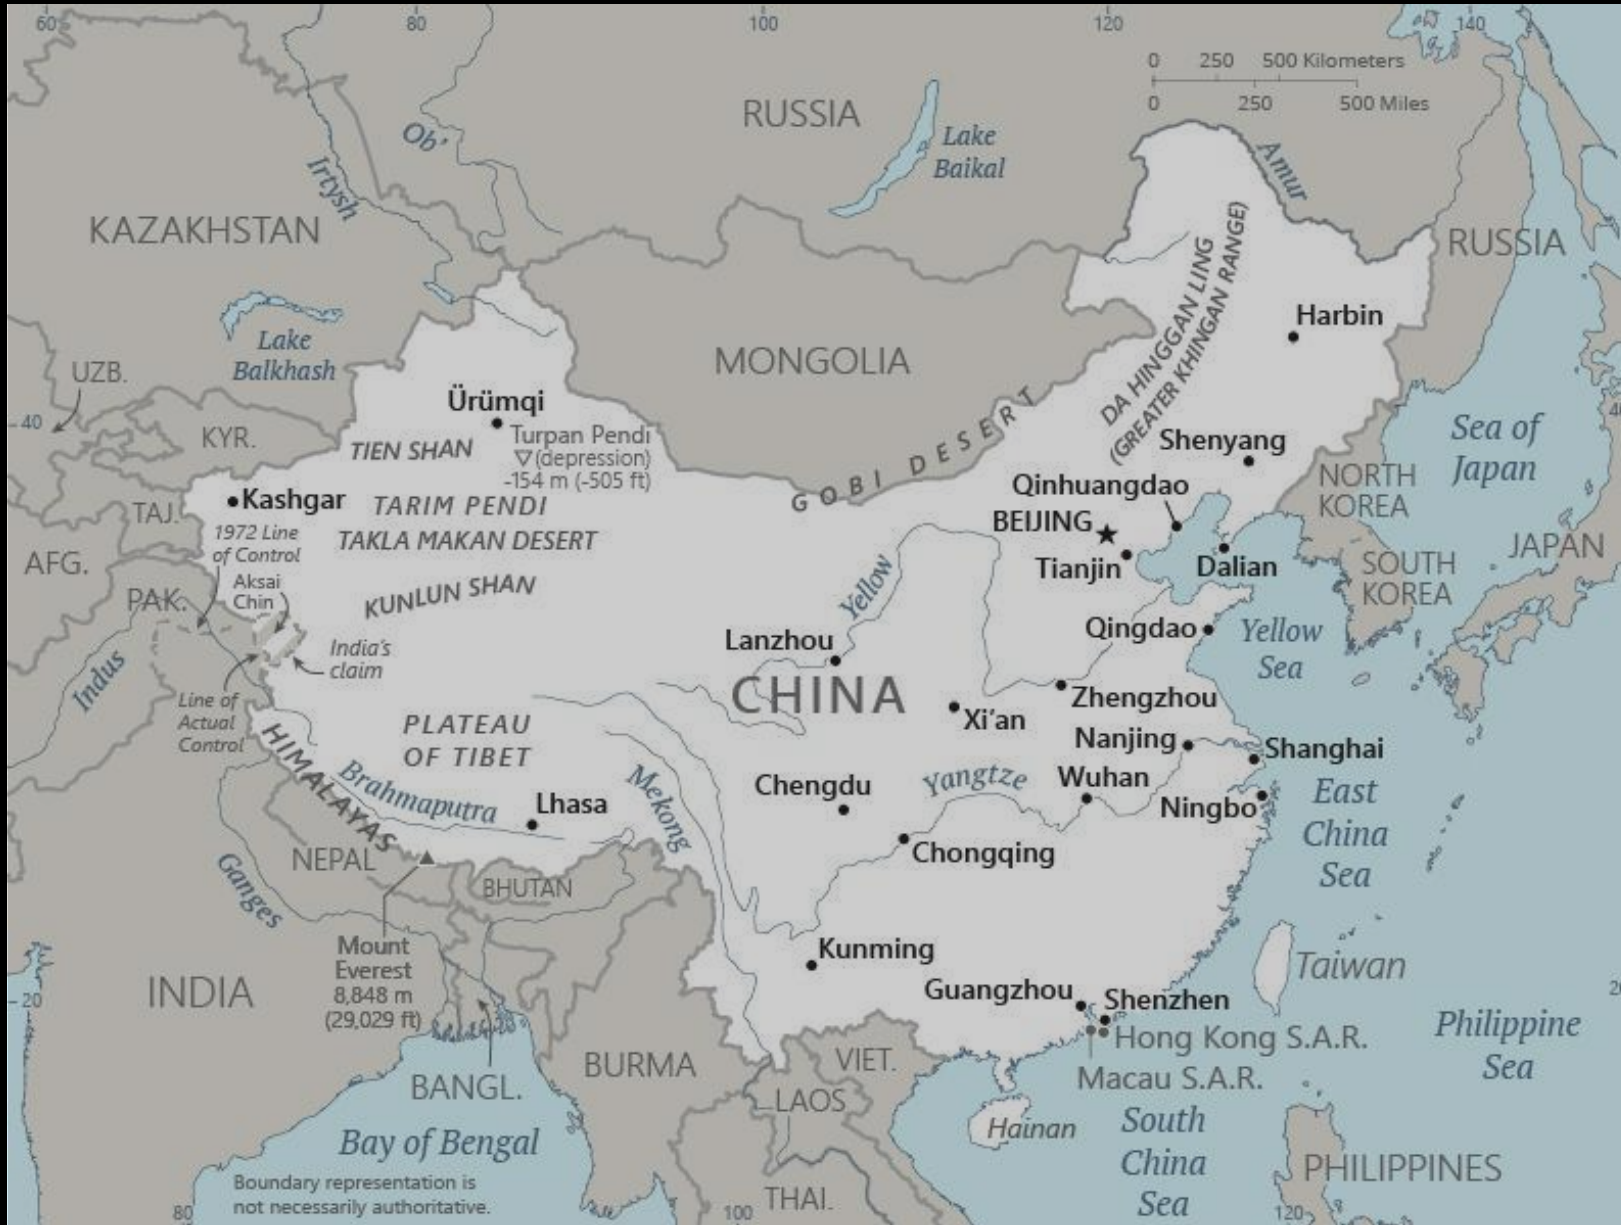 60
80
100
120
140
0 250 500 Kilometers
0 250 500 Miles
RUSSIA
Ob'
Lake
Baikal
Amur
Irtysh
KAZAKHSTAN
RUSSIA
DA HINGGAN LING
(GREATER KHINGAN RANGE)
Harbin
Lake
Balkhash
MONGOLIA
UZB.
Ürümqi
40
KYR.
Turpan Pendi
(depression)
-154 m (-505 ft)
TIEN SHAN
GOBI DESERT
Shenyang
Sea of
Japan
NORTH
KOREA
Qinhuangdao
Kashgar
TARIM PENDI
BEIJING
TAJ.
1972 Line
of Control
TAKLA MAKAN DESERT
JAPAN
AFG.
Tianjin
Dalian
SOUTH
KOREA
Aksai
Chin
PAK.
KUNLUN SHAN
Yellow
Lanzhou
Qingdao
Yellow
Sea
India's
claim
Indus
Line of
Actual
Control
CHINA
Zhengzhou
Xi'an
PLATEAU
OF TIBET
Nanjing
Shanghai
HIMALAYAS
Brahmaputra
Mekong
Lhasa
Chengdu
Yangtze
Wuhan
Ningbo
East
China
Sea
Chongqing
NEPAL
BHUTAN
Ganges
Mount
Everest
8,848 m
(29,029 ft)
Kunming
Taiwan
INDIA
20
Guangzhou
Shenzhen
Hong Kong S.A.R.
Macau S.A.R.
Philippine
Sea
BURMA
VIET.
BANGL.
LAOS
Hainan
South
China
Sea
Bay of Bengal
PHILIPPINES
Boundary representation is
not necessarily authoritative.
THAI.
80
100
120